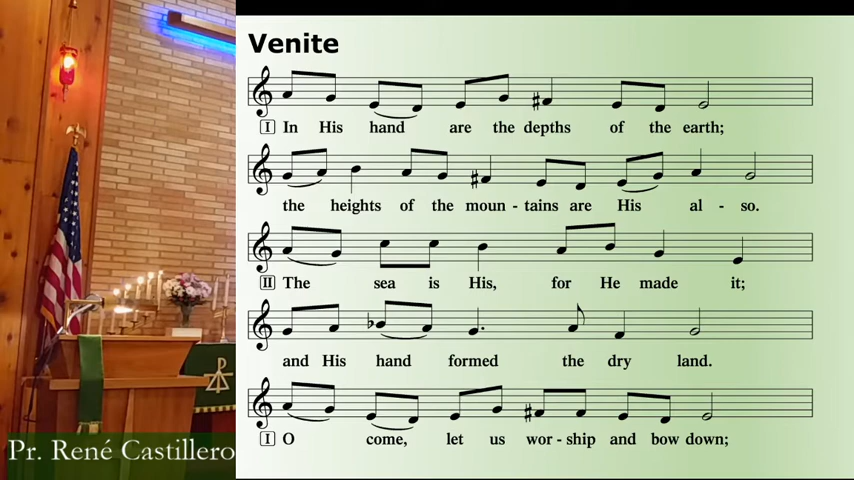 Venite
I In His hand are the depths of the earth;
the heights of the moun - tains are His al - so.
II The sea is His, for He made it;
and His hand formed the dry land.
I O come, let us wor - ship and bow down;
Pr. René Castillero